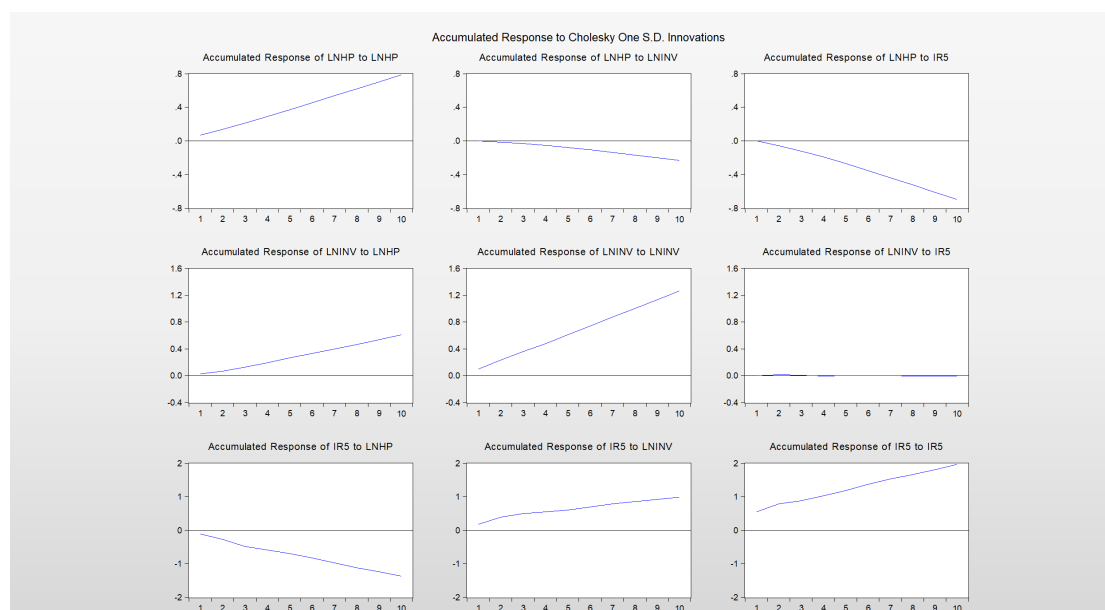 Accumulated Response to Cholesky One S.D. Innovations
Accumulated Response of LNHP to LNHP
.8
.4
.0
-.4
-.8
1 2 3 4 5 6 7 8 9 10
Accumulated Response of LNHP to LNINV
.8
.4
.0
-.4
-.8
1 2 3 4 5 6 7 8 9 10
Accumulated Response of LNHP to IR5
.8
.4
.0
-.4
-.8
1 2 3 4 5 6 7 8 9 10
Accumulated Response of LNINV to LNHP
1.6
1.2
0.8
0.4
0.0
-0.4
1 2 3 4 5 6 7 8 9 10
Accumulated Response of LNINV to LNINV
1.6
1.2
0.8
0.4
0.0
-0.4
1 2 3 4 5 6 7 8 9 10
Accumulated Response of LNINV to IR5
1.6
1.2
0.8
0.4
0.0
-0.4
1 2 3 4 5 6 7 8 9 10
Accumulated Response of IR5 to LNHP
2
1
0
-1
-2
1 2 3 4 5 6 7 8 9 10
Accumulated Response of IR5 to LNINV
2
1
0
-1
-2
1 2 3 4 5 6 7 8 9 10
Accumulated Response of IR5 to IR5
2
1
0
-1
-2
1 2 3 4 5 6 7 8 9 10